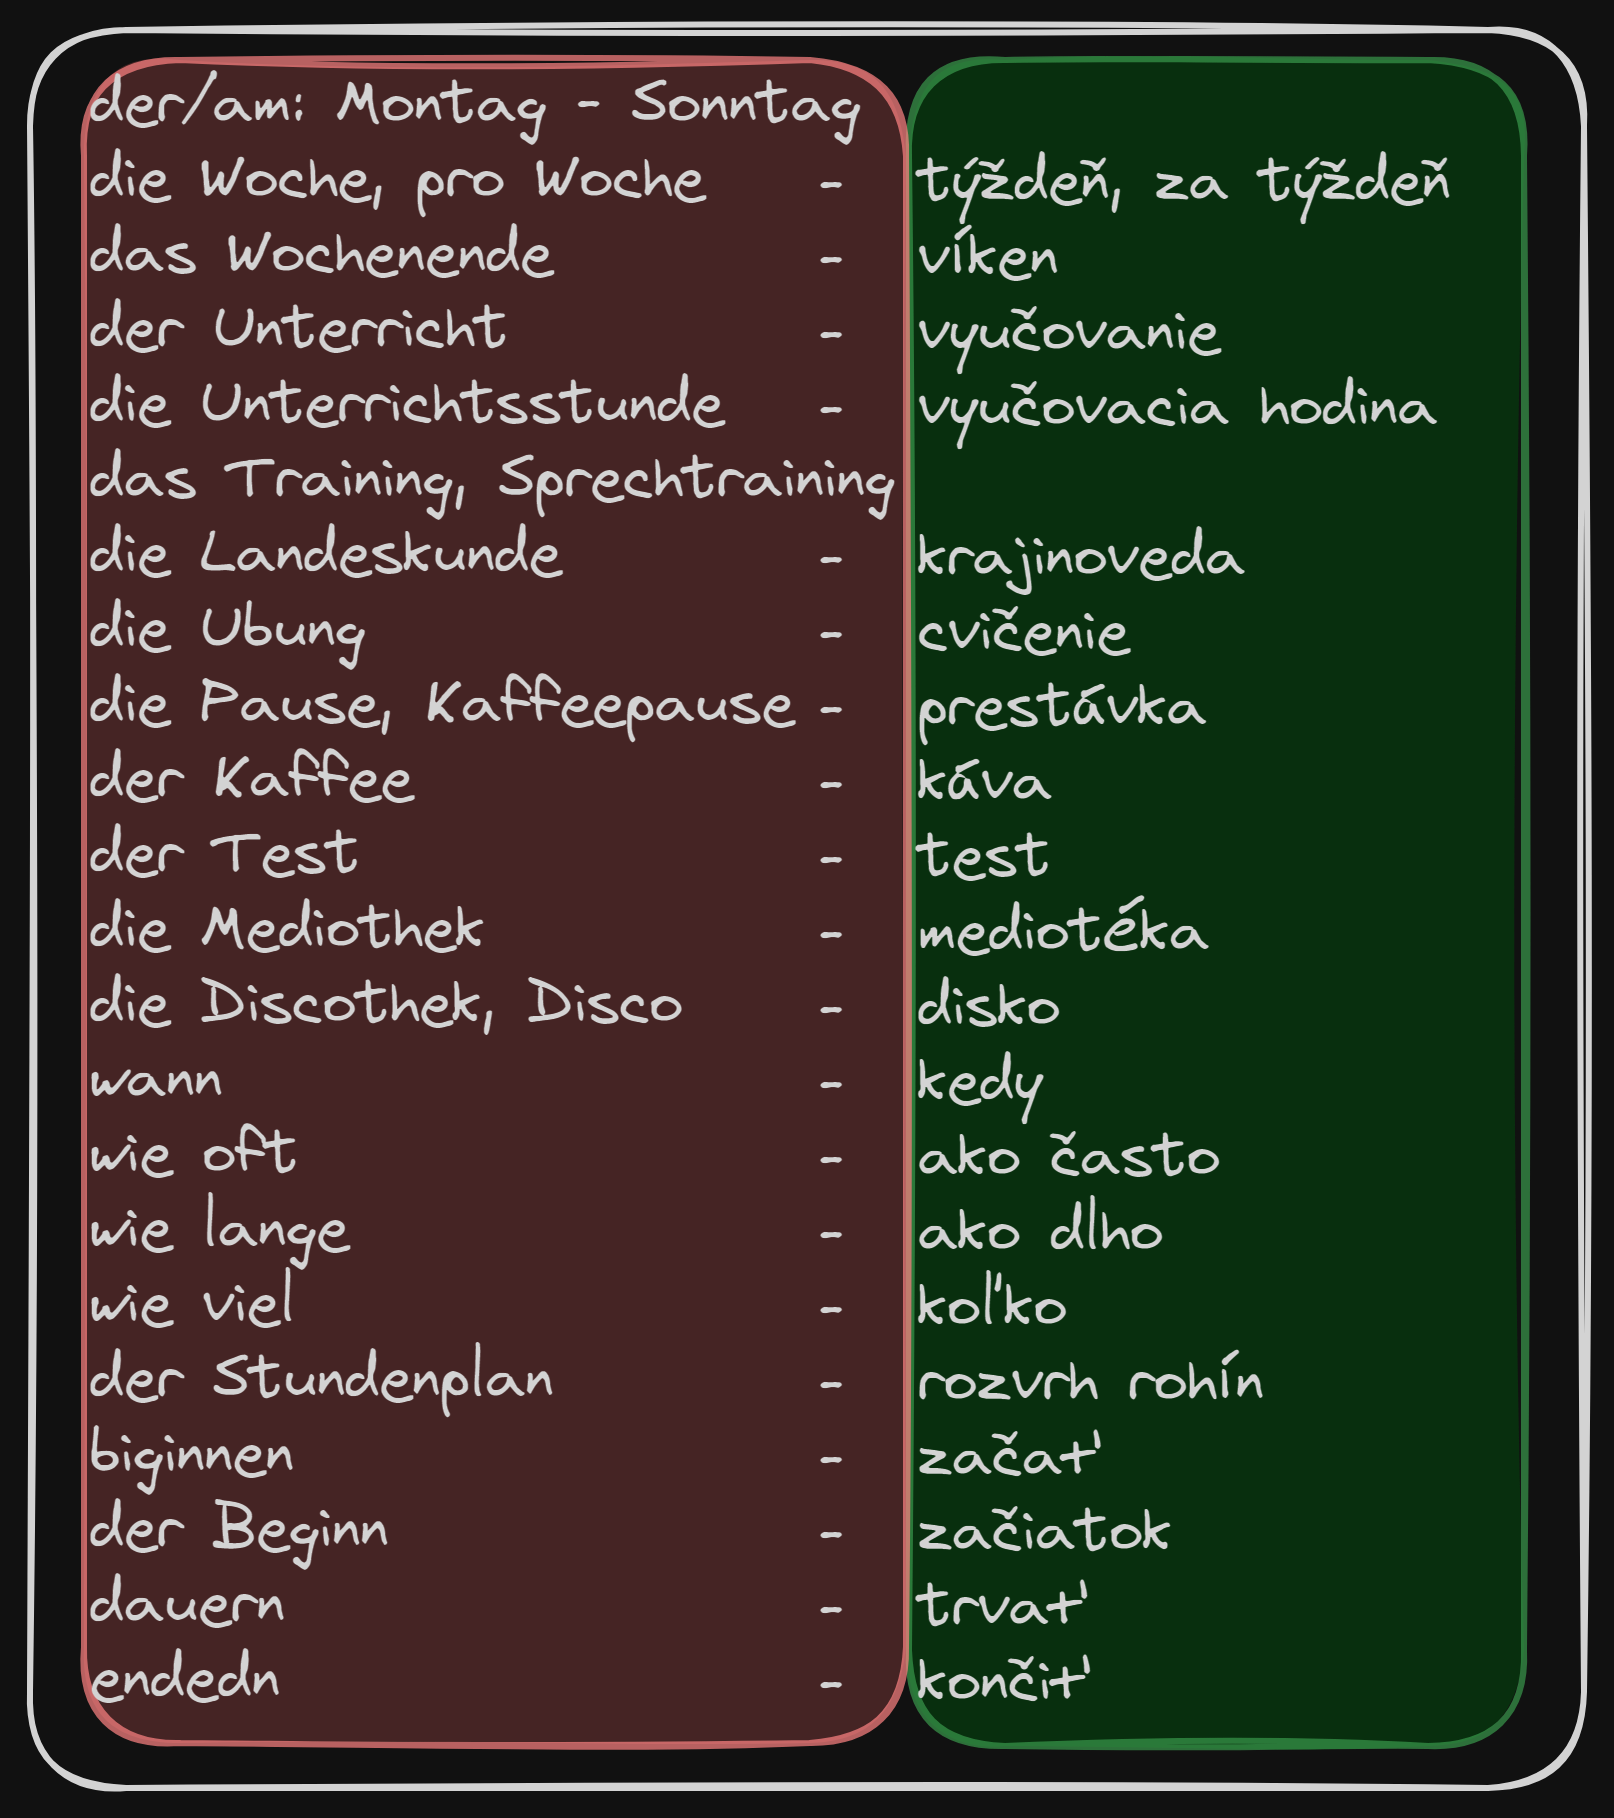 der/am: Montag - Sonntag
die Woche, pro Woche - týždeň, za týždeň
das Wochenende - víken
der Unterricht - vyučovanie
die Unterrichtsstunde - vyučovacia hodina
das Training, Sprechtraining
die Landeskunde - krajinoveda
die Ubung - cvičenie
die Pause, Kaffeepause - prestávka
der Kaffee - káva
der Test - test
die Mediothek - mediotéka
die Discothek, Disco - disko
wann - kedy
wie oft - ako často
wie lange - ako dlho
wie viel - koľko
der Stundenplan - rozvrh rohín
biginnen - začať
der Beginn - začiatok
dauern - trvať
endedn - končiť